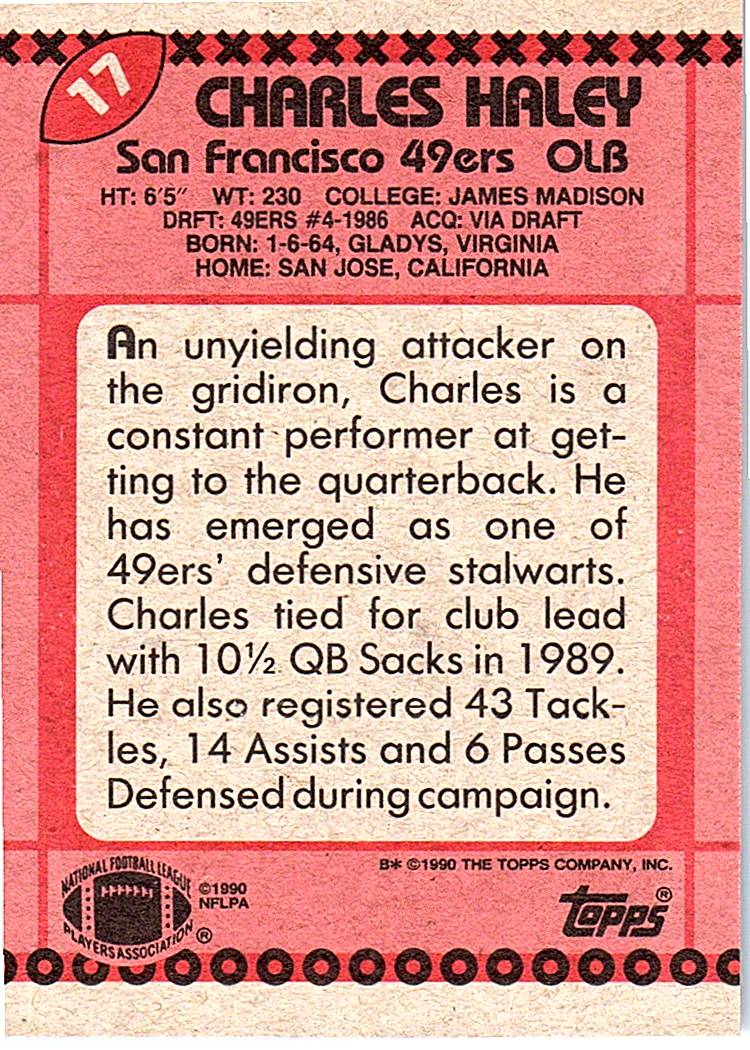 17
CHARLES HALEY
San Francisco 49ers OLB
HT: 6'5" WT: 230 COLLEGE: JAMES MADISON
DRFT: 49ERS #4-1986 ACQ: VIA DRAFT
BORN: 1-6-64, GLADYS, VIRGINIA
HOME: SAN JOSE, CALIFORNIA
An unyielding attacker on
the gridiron, Charles is a
constant performer at get-
ting to the quarterback. He
has emerged as one of
49ers' defensive stalwarts.
Charles tied for club lead
with 10½ QB Sacks in 1989.
He also registered 43 Tack-
les, 14 Assists and 6 Passes
Defensed during campaign.
B* ©1990 THE TOPPS COMPANY, INC.
NATIONAL FOOTBALL LEAGUE
PLAYERS ASSOCIATION ®
©1990
NFLPA
topps ®